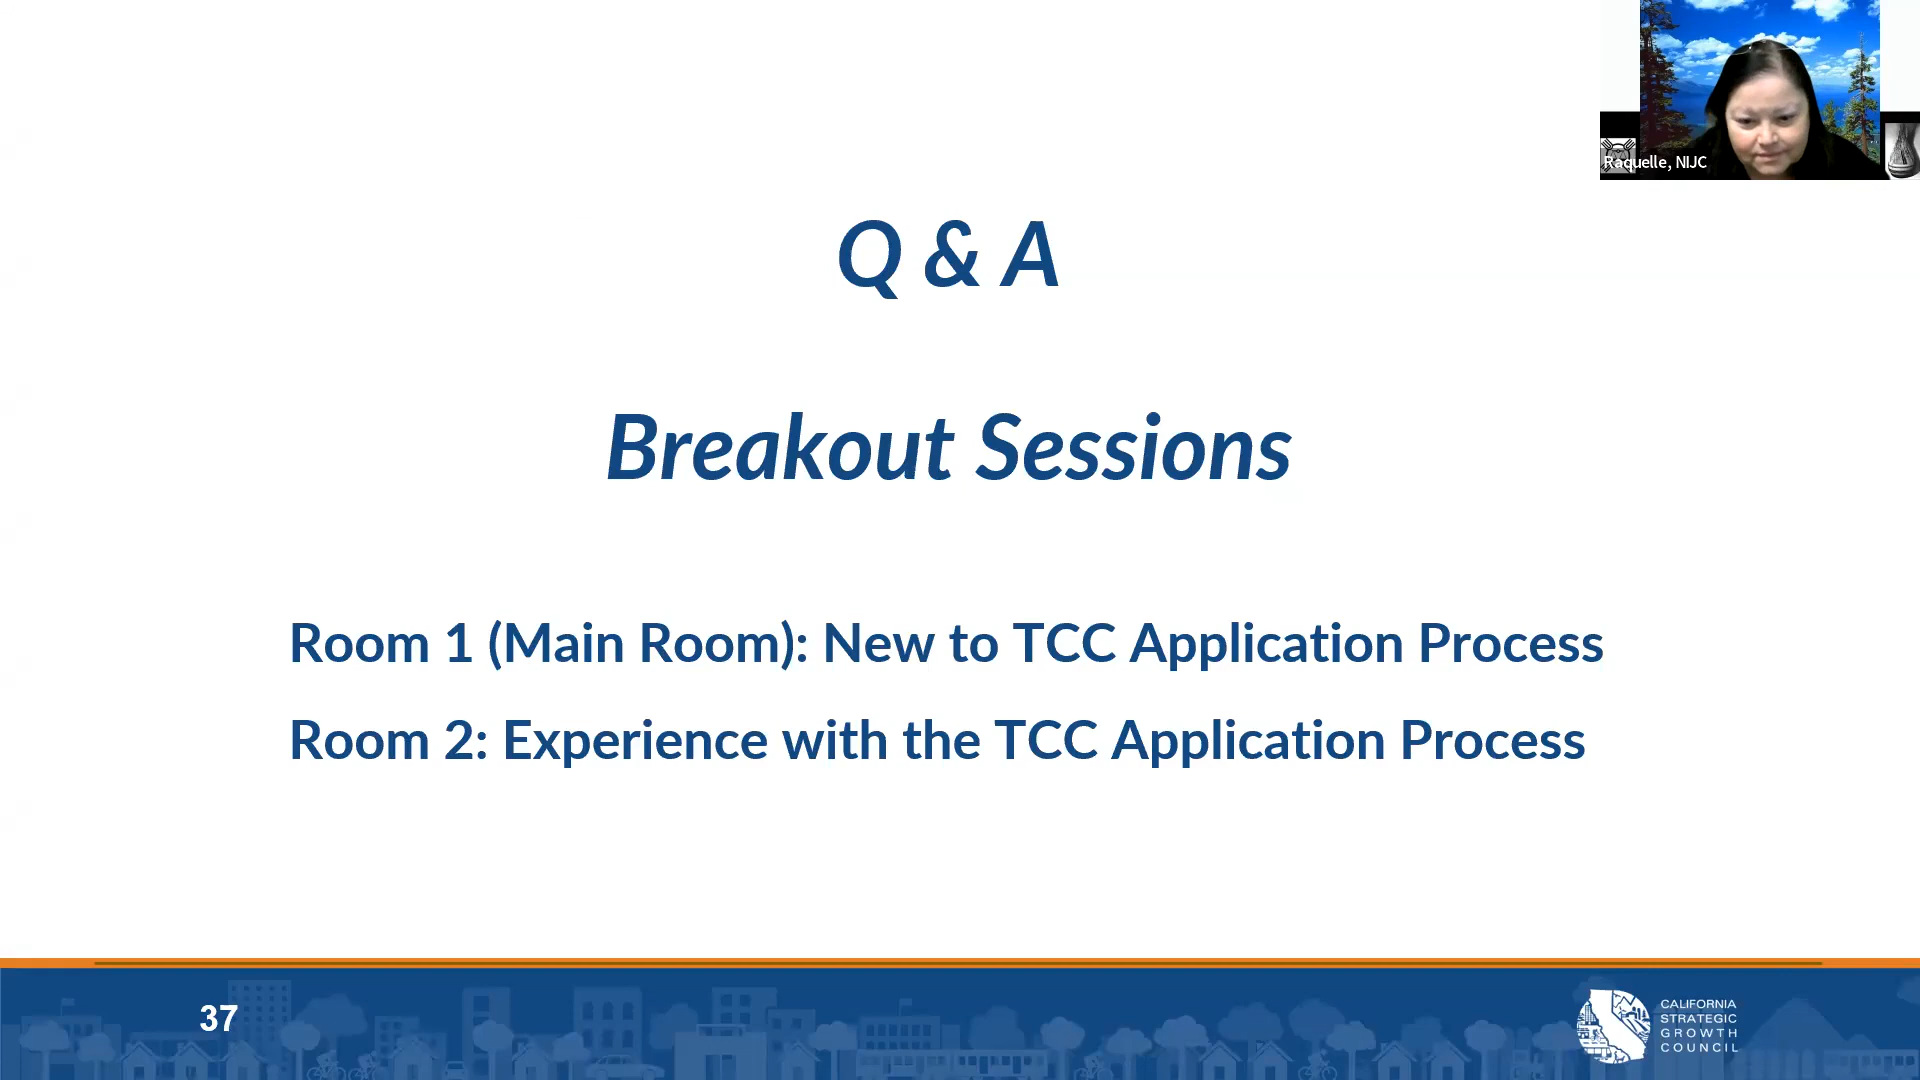 Raquelle, NIJC
Q & A
Breakout Sessions
Room 1 (Main Room): New to TCC Application Process
Room 2: Experience with the TCC Application Process
37
CALIFORNIA
STRATEGIC
GROWTH
COUNCIL